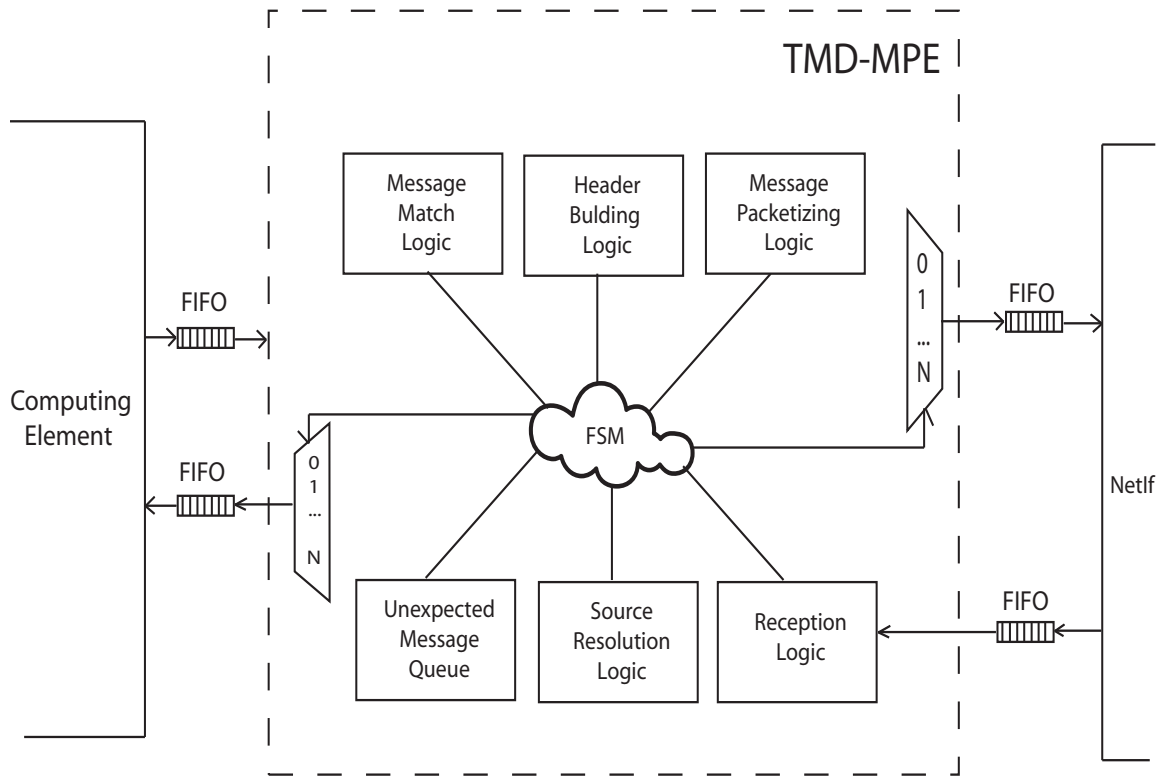 TMD-MPE
Message
Match
Logic
Header
Bulding
Logic
Message
Packetizing
Logic
0
1
...
N
FIFO
FIFO
Computing
Element
FSM
FIFO
0
1
...
N
NetIf
Unexpected
Message
Queue
Source
Resolution
Logic
Reception
Logic
FIFO